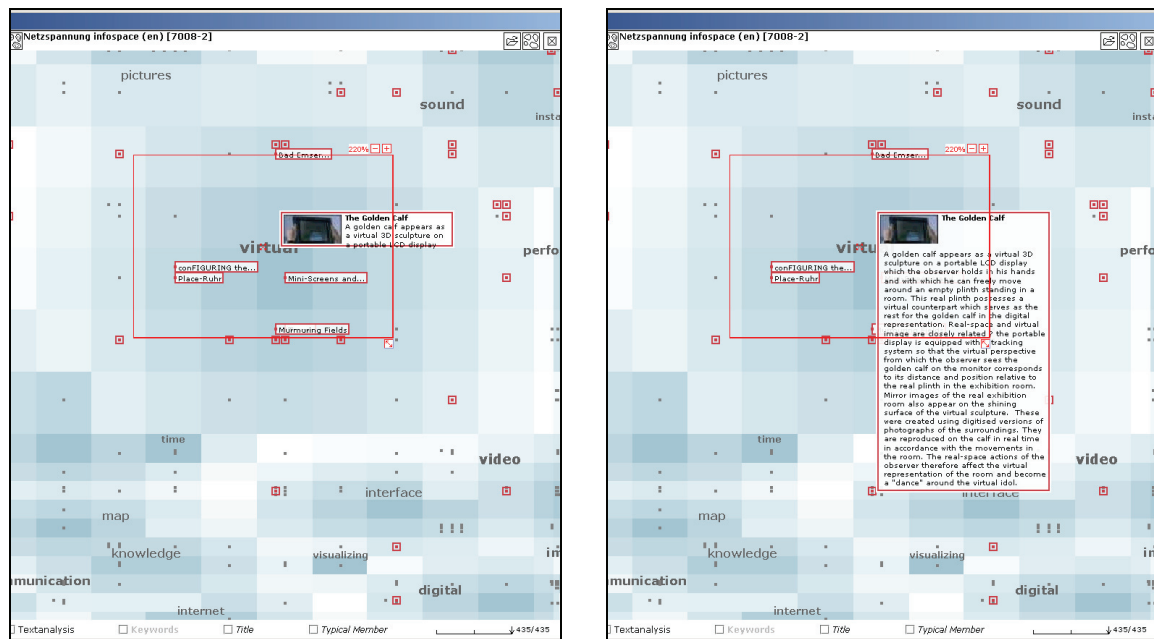 Netzspannung infospace (en) [7008-2]
pictures
sound
insta
220%
Dad-Emser...
The Golden Calf
A golden calf appears as
a virtual 3D sculpture on
a portable LCD display
virtual
perfo
conFIGURING the...
Place-Ruhr
Mini-Screens and...
Murmuring Fields
time
video
interface
map
knowledge
visualizing
in
mmunication
digital
internet
Textanalysis
Keywords
Title
Typical Member
435/435
Netzspannung infospace (en) [7008-2]
pictures
sound
insta
220%
Dad-Emser...
The Golden Calf
A golden calf appears as a virtual 3D
sculpture on a portable LCD display
which the observer holds in his hands
and with which he can freely move
around an empty plinth standing in a
room. This real plinth possesses a
virtual counterpart which serves as the
rest for the golden calf in the digital
representation. Real-space and virtual
image are closely related ? the portable
display is equipped with a tracking
system so that the virtual perspective
from which the observer sees the
golden calf on the monitor corresponds
to its distance and position relative to
the real plinth in the exhibition room.
Mirror images of the real exhibition
room also appear on the shining
surface of the virtual sculpture. These
were created using digitised versions of
photographs of the surroundings. They
are reproduced on the calf in real time
in accordance with the movements in
the room. The real-space actions of the
observer therefore affect the virtual
representation of the room and become
a "dance" around the virtual idol.
virtu
perfo
conFIGURING the...
Place-Ruhr
time
video
interface
map
knowledge
visualizing
in
mmunication
digital
internet
Textanalysis
Keywords
Title
Typical Member
435/435